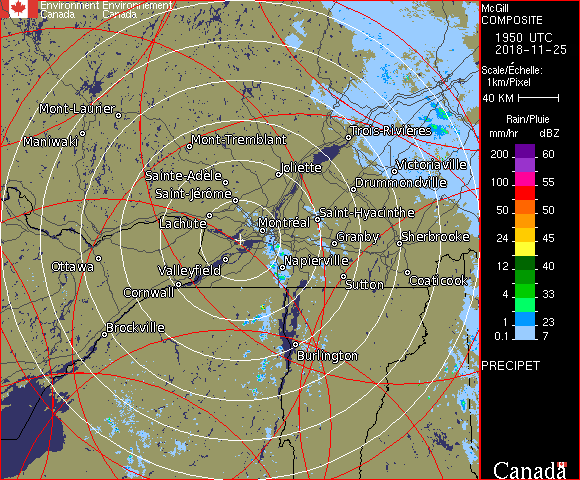 Environment Environnement
Canada Canada
Mont-Laurier
Maniwaki
Mont-Tremblant
Trois-Rivières
Sainte-Adèle
Joliette
Victoriaville
Saint-Jérôme
Drummondville
Lachute
Montréal
Saint-Hyacinthe
Granby
Sherbrooke
Ottawa
Valleyfield
Napierville
Cornwall
Sutton
Coaticook
Brockville
Burlington
McGill
COMPOSITE
1950 UTC
2018-11-25
Scale/Échelle:
1km/Pixel
40 KM
Rain/Pluie
mm/hr dBZ
200 60
100 55
50 50
24 45
12 40
4 33
1 23
0.1 7
PRECIPET
Canada